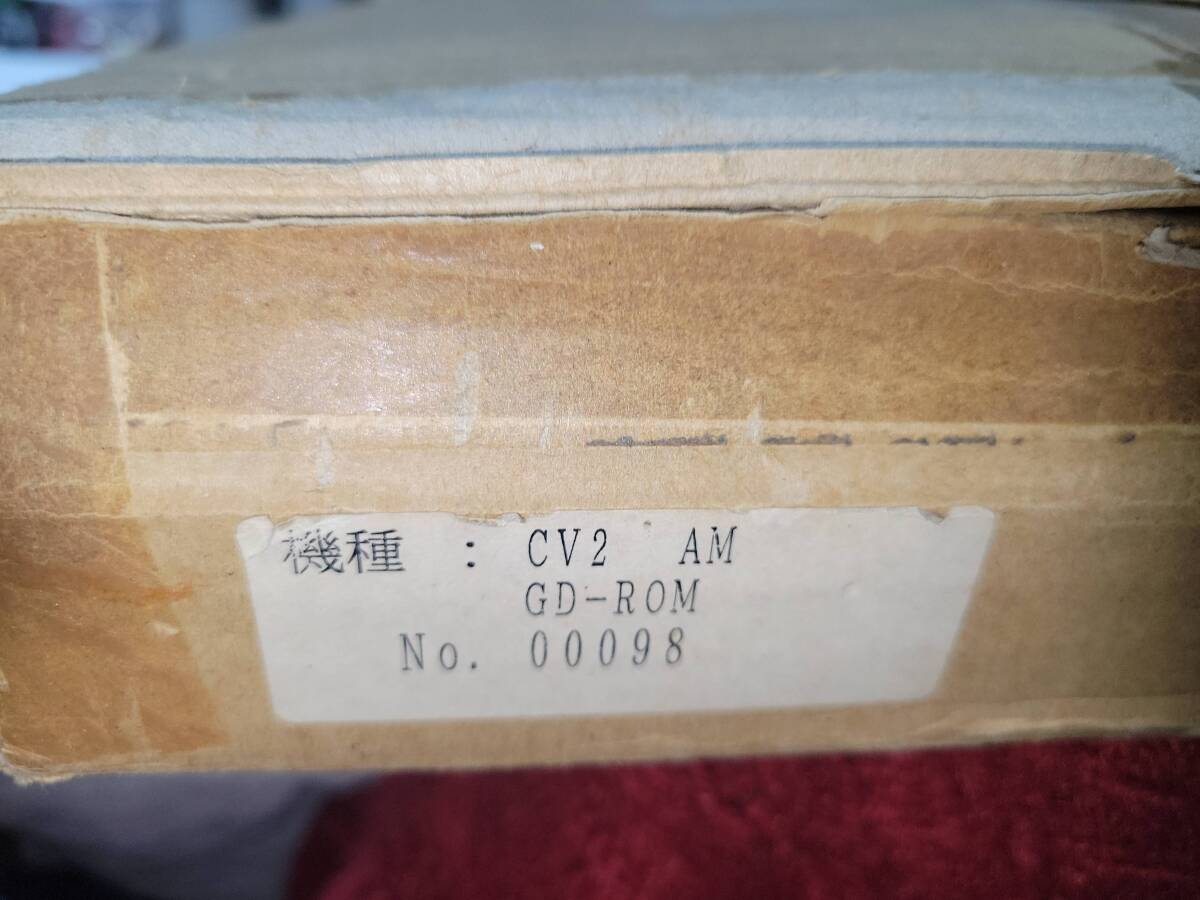 機種 : CV2 AM
GD-ROM
No. 00098